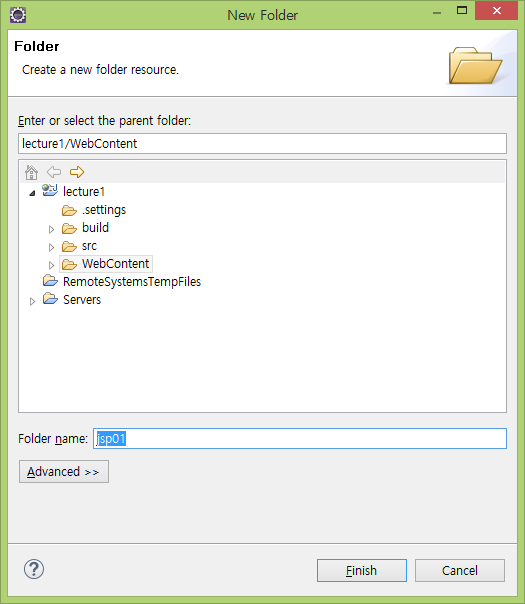 New Folder
Folder
Create a new folder resource.
Enter or select the parent folder:
lecture1/WebContent
lecture1
.settings
build
src
WebContent
RemoteSystemsTempFiles
Servers
Folder name: jsp01
Advanced >>
Finish Cancel